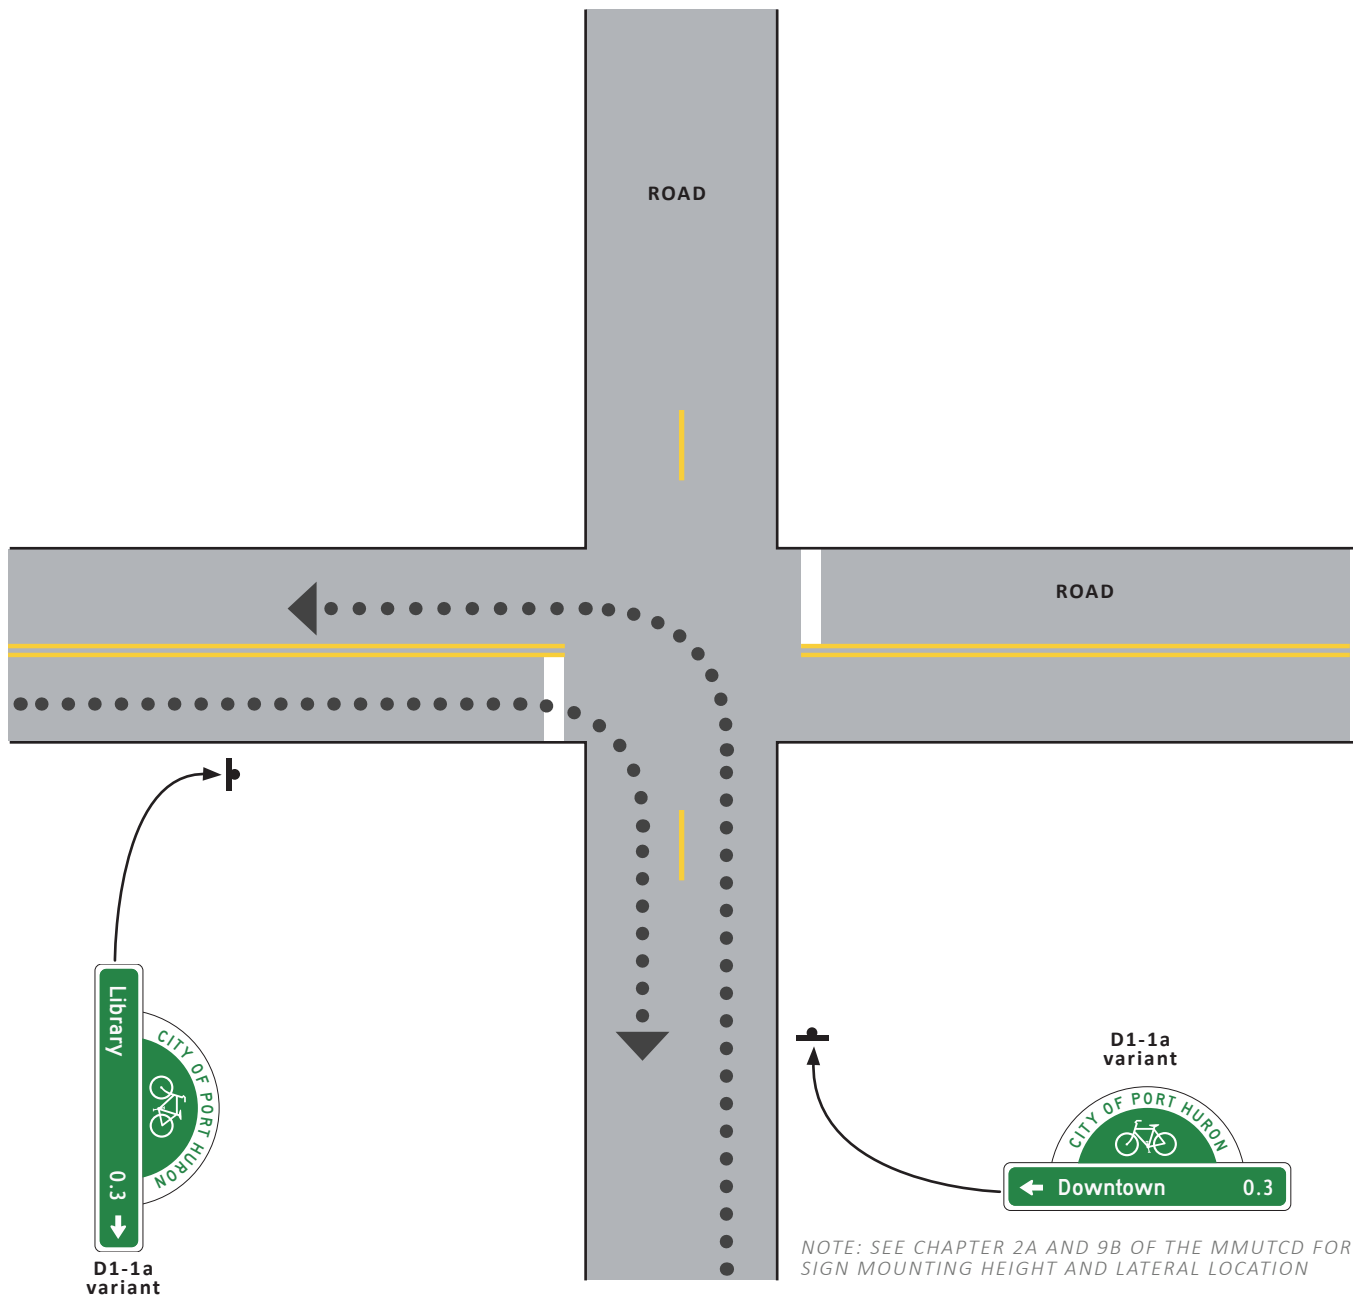 ROAD
ROAD
Library 0.3
CITY OF PORT HURON
D1-1a
variant
D1-1a
variant
CITY OF PORT HURON
Downtown 0.3
NOTE: SEE CHAPTER 2A AND 9B OF THE MMUTCD FOR
SIGN MOUNTING HEIGHT AND LATERAL LOCATION